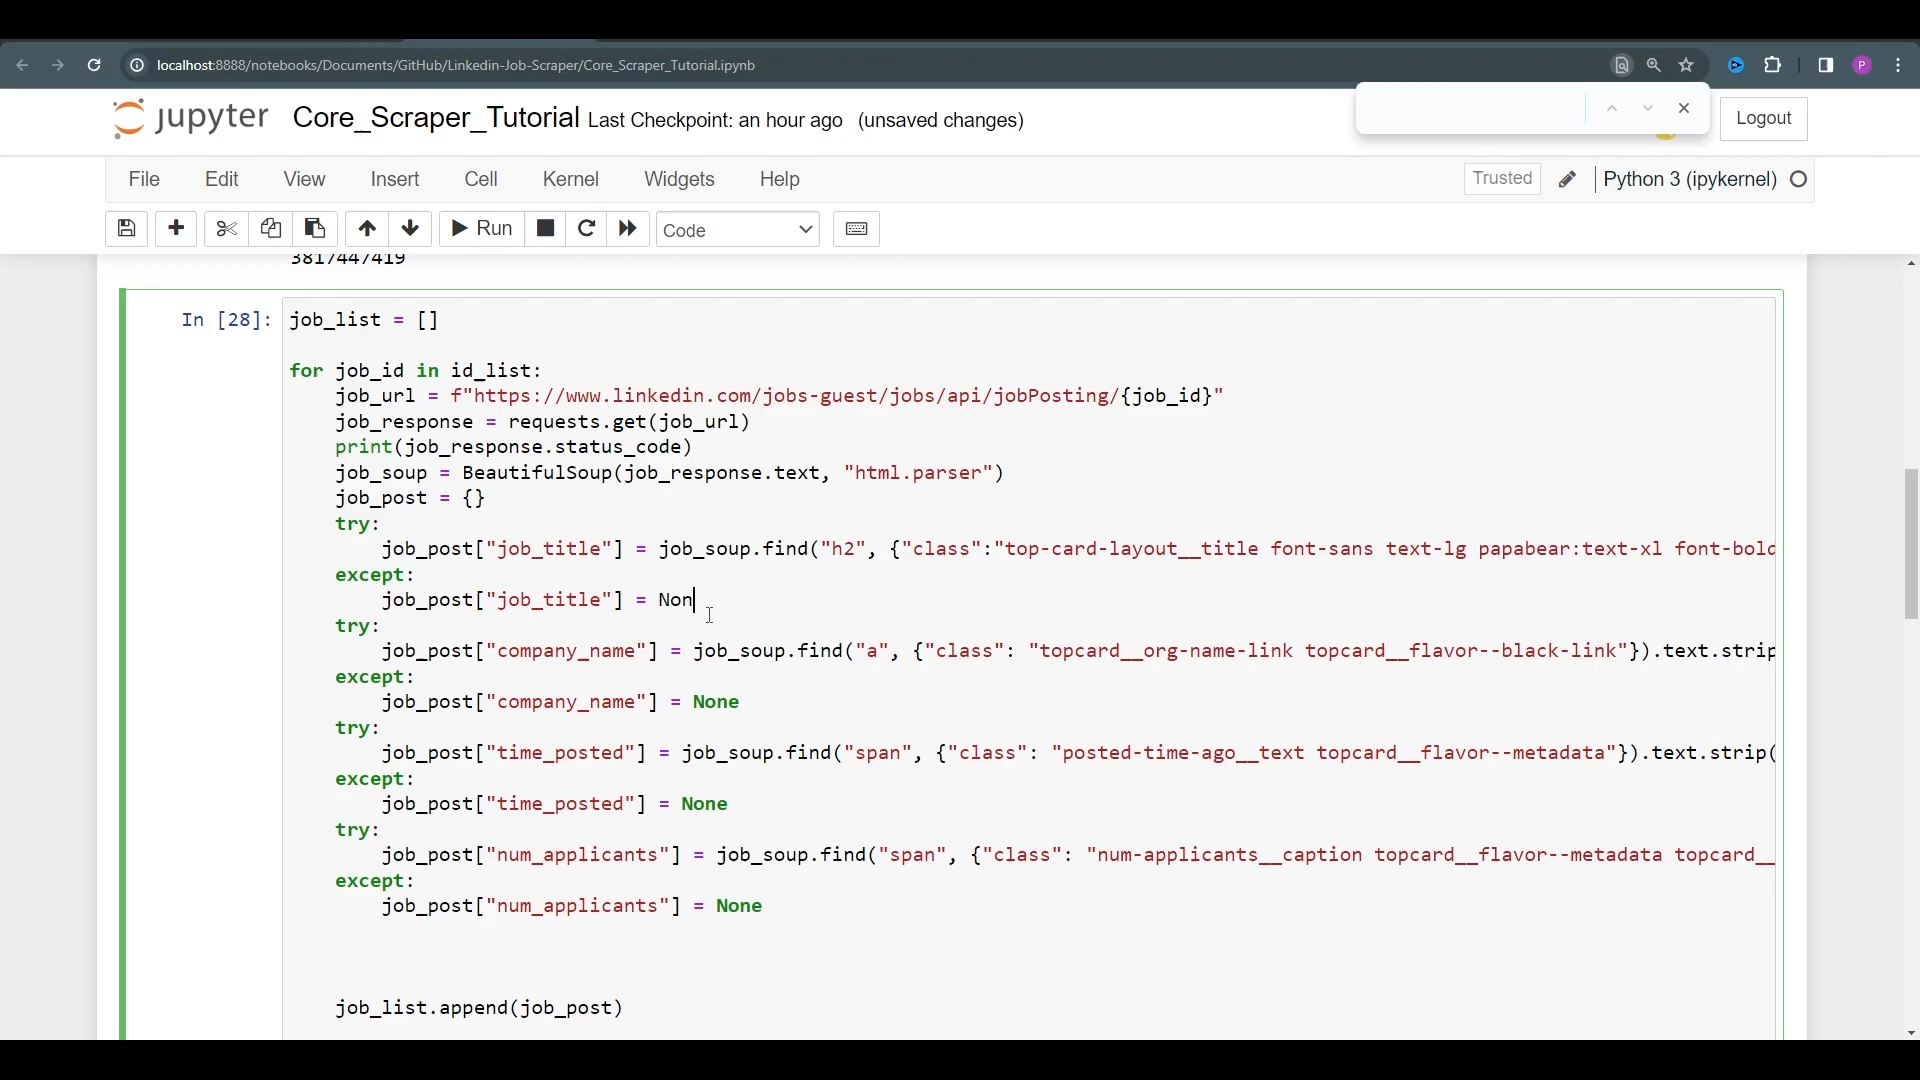 localhost:8888/notebooks/Documents/GitHub/Linkedin-Job-Scraper/Core_Scraper_Tutorial.ipynb
P
jupyter Core_Scraper_Tutorial Last Checkpoint: an hour ago (unsaved changes)
Logout
File Edit View Insert Cell Kernel Widgets Help
Trusted
Python 3 (ipykernel)
Run
Code
3817447419
In [28]:
job_list = []
for job_id in id_list:
    job_url = f"https://www.linkedin.com/jobs-guest/jobs/api/jobPosting/{job_id}"
    job_response = requests.get(job_url)
    print(job_response.status_code)
    job_soup = BeautifulSoup(job_response.text, "html.parser")
    job_post = {}
    try:
        job_post["job_title"] = job_soup.find("h2", {"class":"top-card-layout__title font-sans text-lg papabear:text-xl font-bold
    except:
        job_post["job_title"] = Non
    try:
        job_post["company_name"] = job_soup.find("a", {"class": "topcard__org-name-link topcard__flavor--black-link"}).text.strip
    except:
        job_post["company_name"] = None
    try:
        job_post["time_posted"] = job_soup.find("span", {"class": "posted-time-ago__text topcard__flavor--metadata"}).text.strip(
    except:
        job_post["time_posted"] = None
    try:
        job_post["num_applicants"] = job_soup.find("span", {"class": "num-applicants__caption topcard__flavor--metadata topcard__
    except:
        job_post["num_applicants"] = None
    job_list.append(job_post)